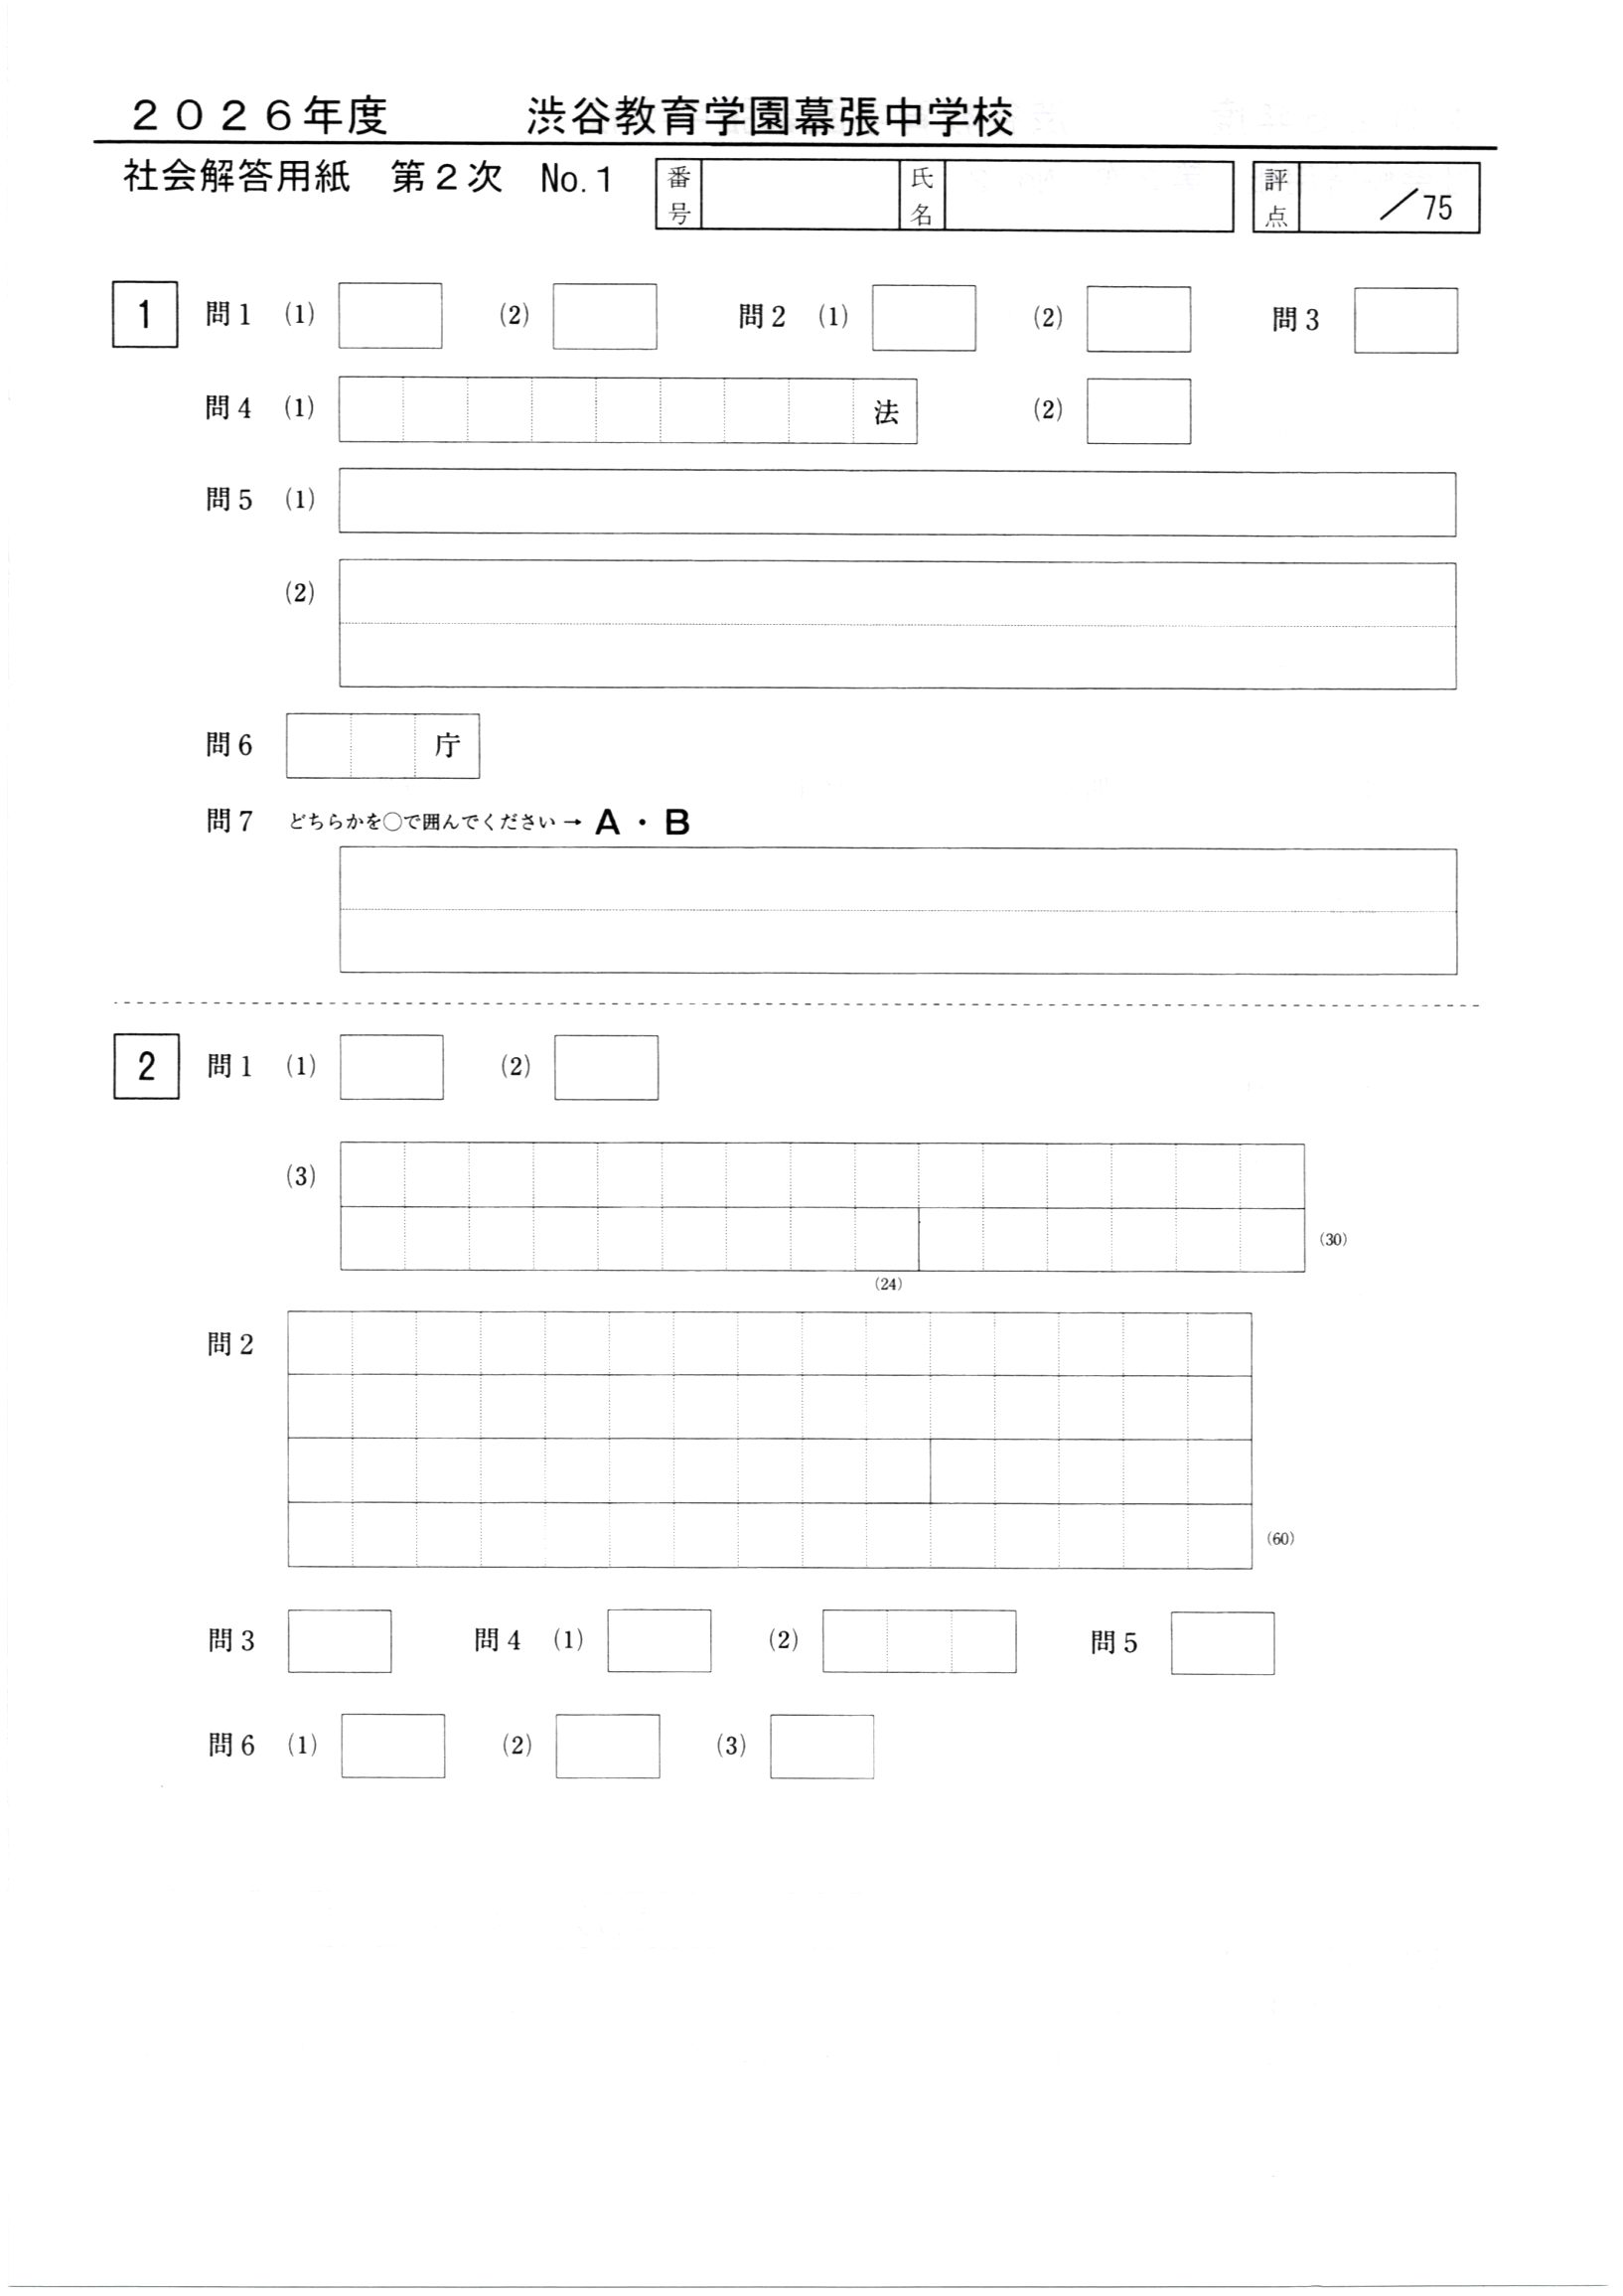 2026年度 渋谷教育学園幕張中学校
社会解答用紙 第2次 No.1 番号 氏名 評点 /75
1 問1 (1) (2) 問2 (1) (2) 問3
問4 (1) 法 (2)
問5 (1)
(2)
問6 庁
問7 どちらかを○で囲んでください→ A・B
2 問1 (1) (2)
(3)
(30)
(24)
問2
(60)
問3 問4 (1) (2) 問5
問6 (1) (2) (3)